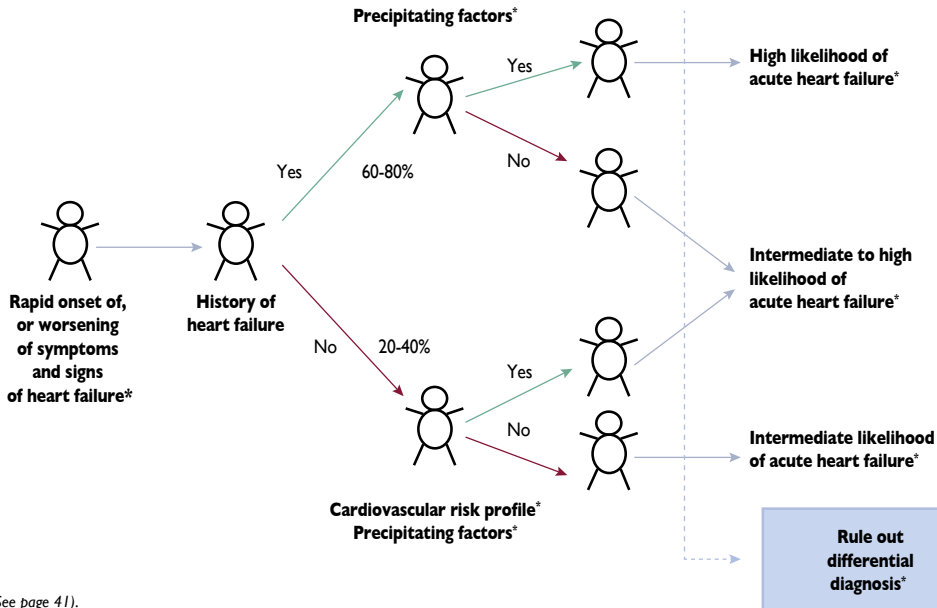 Precipitating factors*
Yes
High likelihood of
acute heart failure*
No
Yes
60-80%
Rapid onset of,
or worsening
of symptoms
and signs
of heart failure*
History of
heart failure
Intermediate to high
likelihood of
acute heart failure*
No
20-40%
Yes
No
Intermediate likelihood
of acute heart failure*
Cardiovascular risk profile*
Precipitating factors*
Rule out
differential
diagnosis*
See page 41).